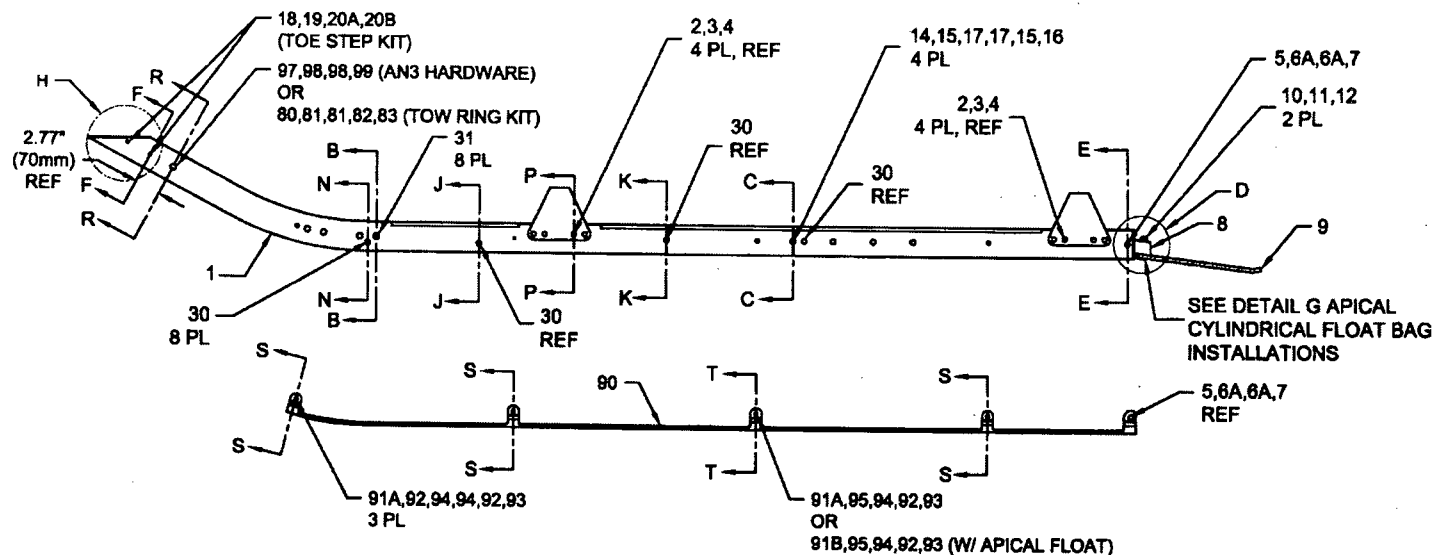 18,19,20A,20B
(TOE STEP KIT)
97,98,98,99 (AN3 HARDWARE)
OR
80,81,81,82,83 (TOW RING KIT)
H
R
F
2.77"
(70mm)
REF
F
R
1
31
8 PL
B
N
J
2,3,4
4 PL, REF
P
30
REF
K
14,15,17,17,15,16
4 PL
C
30
REF
2,3,4
4 PL, REF
E
5,6A,6A,7
10,11,12
2 PL
D
8
9
N
B
J
P
K
C
E
30
8 PL
30
REF
SEE DETAIL G APICAL
CYLINDRICAL FLOAT BAG
INSTALLATIONS
S
S
90
T
S
5,6A,6A,7
REF
S
S
T
S
91A,92,94,94,92,93
3 PL
91A,95,94,92,93
OR
91B,95,94,92,93 (W/ APICAL FLOAT)